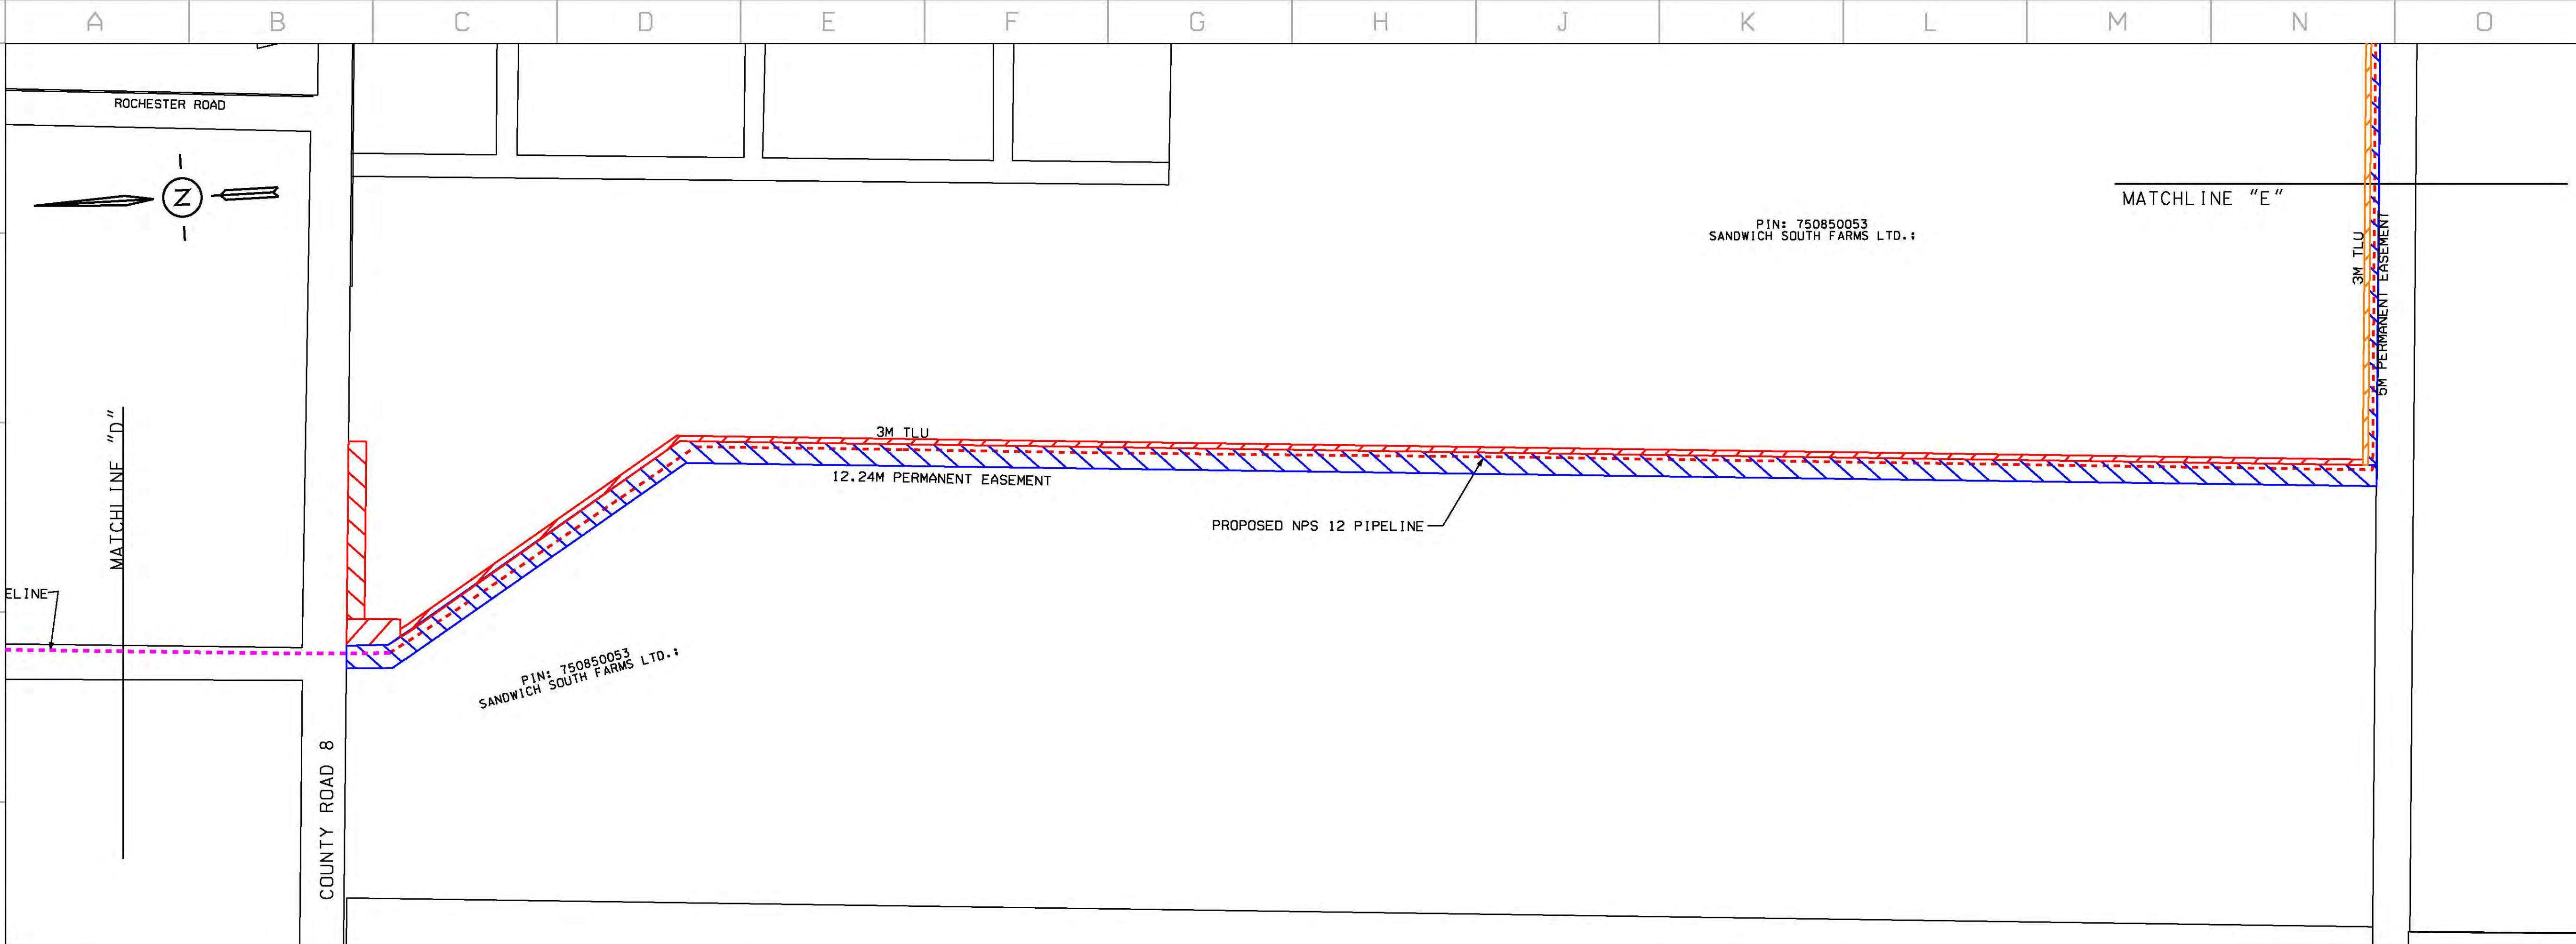 A B C D E F G H J K L M N O
ROCHESTER ROAD
N
MATCHLINE "E"
PIN: 750850053
SANDWICH SOUTH FARMS LTD.;
3M TLU
5M PERMANENT EASEMENT
MATCHLINE "D"
3M TLU
12.24M PERMANENT EASEMENT
PROPOSED NPS 12 PIPELINE
ELINE
PIN: 750850053
SANDWICH SOUTH FARMS LTD.;
COUNTY ROAD 8